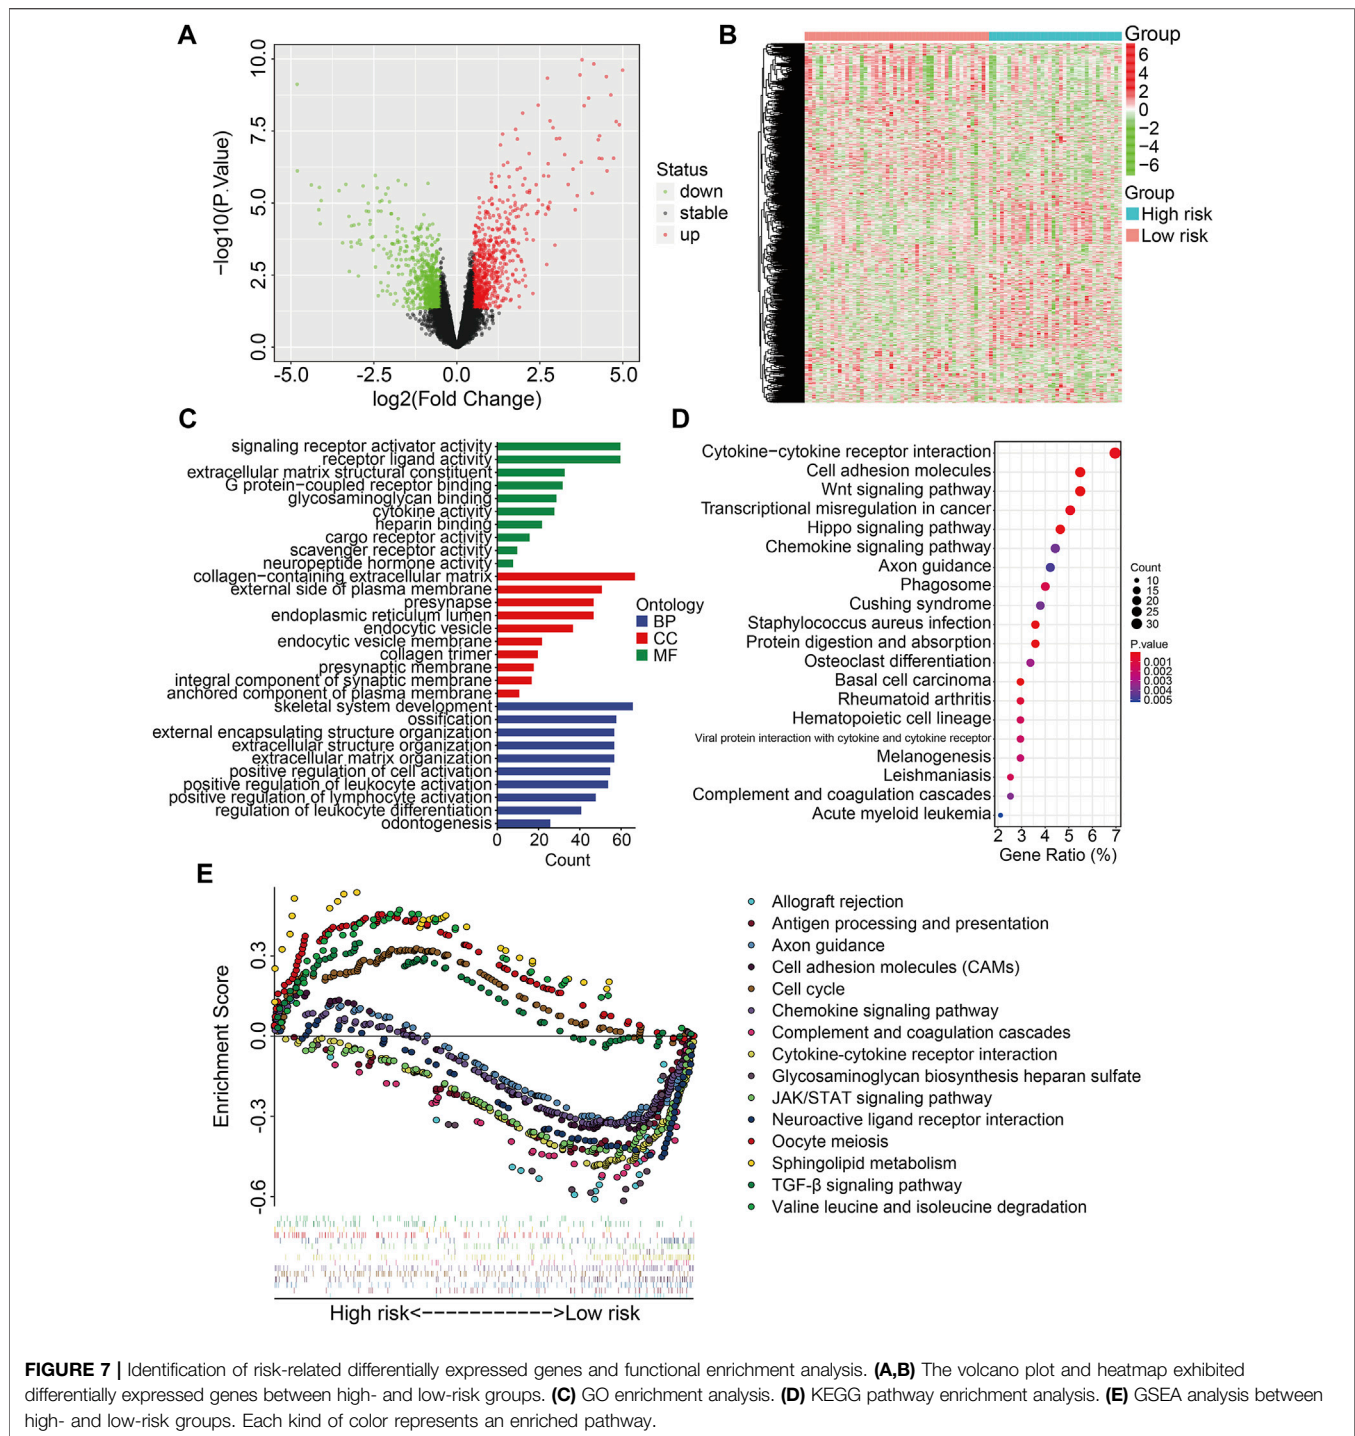 A
10.0
7.5
5.0
2.5
0.0
−log10(P.Value)
-5.0
-2.5
0.0
2.5
5.0
log2(Fold Change)
Status
down
stable
up
B
Group
6
4
2
0
−2
−4
−6
Group
High risk
Low risk
C
signaling receptor activator activity
receptor ligand activity
extracellular matrix structural constituent
G protein−coupled receptor binding
glycosaminoglycan binding
cytokine activity
heparin binding
cargo receptor activity
scavenger receptor activity
neuropeptide hormone activity
collagen−containing extracellular matrix
external side of plasma membrane
presynapse
endoplasmic reticulum lumen
endocytic vesicle
endocytic vesicle membrane
collagen trimer
presynaptic membrane
integral component of synaptic membrane
anchored component of plasma membrane
skeletal system development
ossification
external encapsulating structure organization
extracellular structure organization
extracellular matrix organization
positive regulation of cell activation
positive regulation of leukocyte activation
positive regulation of lymphocyte activation
regulation of leukocyte differentiation
odontogenesis
0
20
40
60
Count
Ontology
BP
CC
MF
D
Cytokine−cytokine receptor interaction
Cell adhesion molecules
Wnt signaling pathway
Transcriptional misregulation in cancer
Hippo signaling pathway
Chemokine signaling pathway
Axon guidance
Phagosome
Cushing syndrome
Staphylococcus aureus infection
Protein digestion and absorption
Osteoclast differentiation
Basal cell carcinoma
Rheumatoid arthritis
Hematopoietic cell lineage
Viral protein interaction with cytokine and cytokine receptor
Melanogenesis
Leishmaniasis
Complement and coagulation cascades
Acute myeloid leukemia
2
3
4
5
6
7
Gene Ratio (%)
Count
10
15
20
25
30
P.value
0.001
0.002
0.003
0.004
0.005
E
0.3
0.0
-0.3
-0.6
Enrichment Score
High risk<------------->Low risk
Allograft rejection
Antigen processing and presentation
Axon guidance
Cell adhesion molecules (CAMs)
Cell cycle
Chemokine signaling pathway
Complement and coagulation cascades
Cytokine-cytokine receptor interaction
Glycosaminoglycan biosynthesis heparan sulfate
JAK/STAT signaling pathway
Neuroactive ligand receptor interaction
Oocyte meiosis
Sphingolipid metabolism
TGF-β signaling pathway
Valine leucine and isoleucine degradation
FIGURE 7 | Identification of risk-related differentially expressed genes and functional enrichment analysis. (A,B) The volcano plot and heatmap exhibited
differentially expressed genes between high- and low-risk groups. (C) GO enrichment analysis. (D) KEGG pathway enrichment analysis. (E) GSEA analysis between
high- and low-risk groups. Each kind of color represents an enriched pathway.